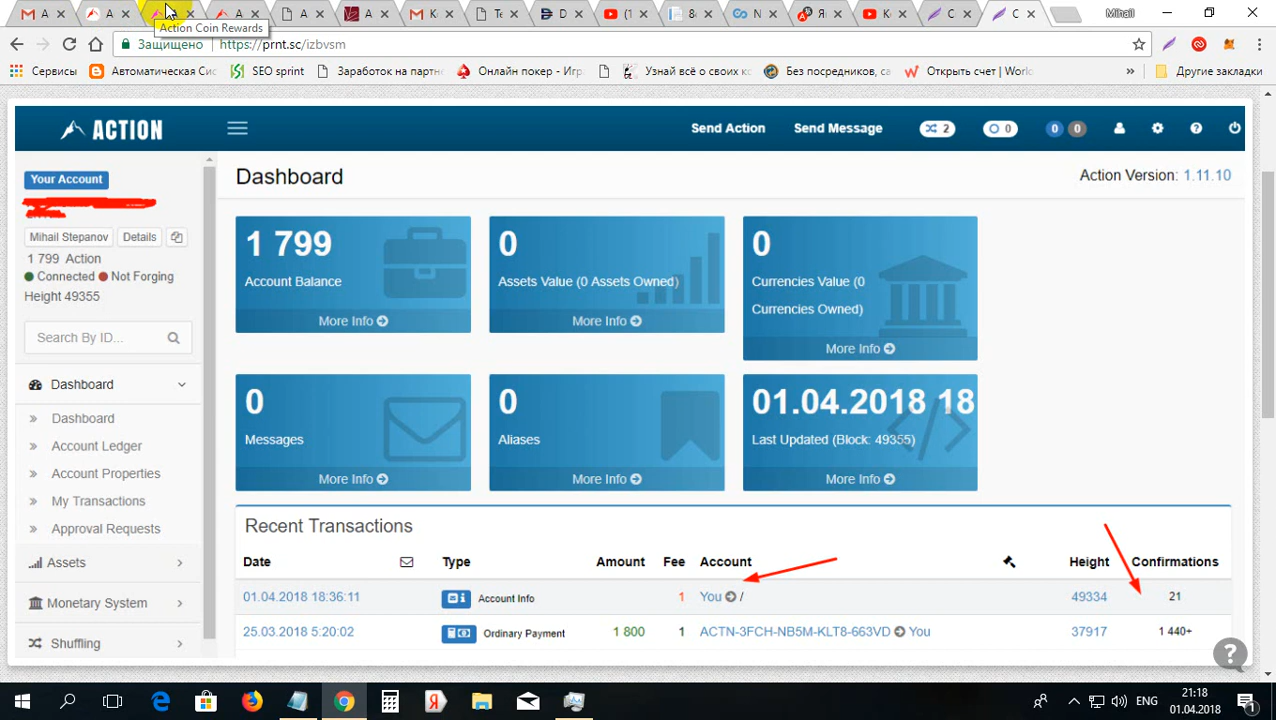 A
A
A
A
A
K
Te
D
(1
8
N
Я
ос
C
C
Mihail
Action Coin Rewards
Защищено
https://prnt.sc/izbvsm
Сервисы
Автоматическая Сис
SEO sprint
Заработок на партне
Онлайн покер - Игр
Узнай всё о своих к
Без посредников, са
Открыть счет | Worl
»
Другие закладки
ACTION
Send Action
Send Message
2
0
0
0
Your Account
Dashboard
Action Version: 1.11.10
Mihail Stepanov
Details
1 799 Action
Connected
Not Forging
Height 49355
Search By ID...
1 799
Account Balance
More Info
0
Assets Value (0 Assets Owned)
More Info
0
Currencies Value (0
Currencies Owned)
More Info
0
Messages
More Info
0
Aliases
More Info
01.04.2018 18
Last Updated (Block: 49355)
More Info
Dashboard
» Dashboard
» Account Ledger
» Account Properties
» My Transactions
» Approval Requests
Assets
Monetary System
Shuffling
Recent Transactions
Date Type Amount Fee Account Height Confirmations
01.04.2018 18:36:11 Account Info 1 You / 49334 21
25.03.2018 5:20:02 Ordinary Payment 1 800 1 ACTN-3FCH-NB5M-KLT8-663VD You 37917 1 440+
?
ENG
21:18
01.04.2018
1